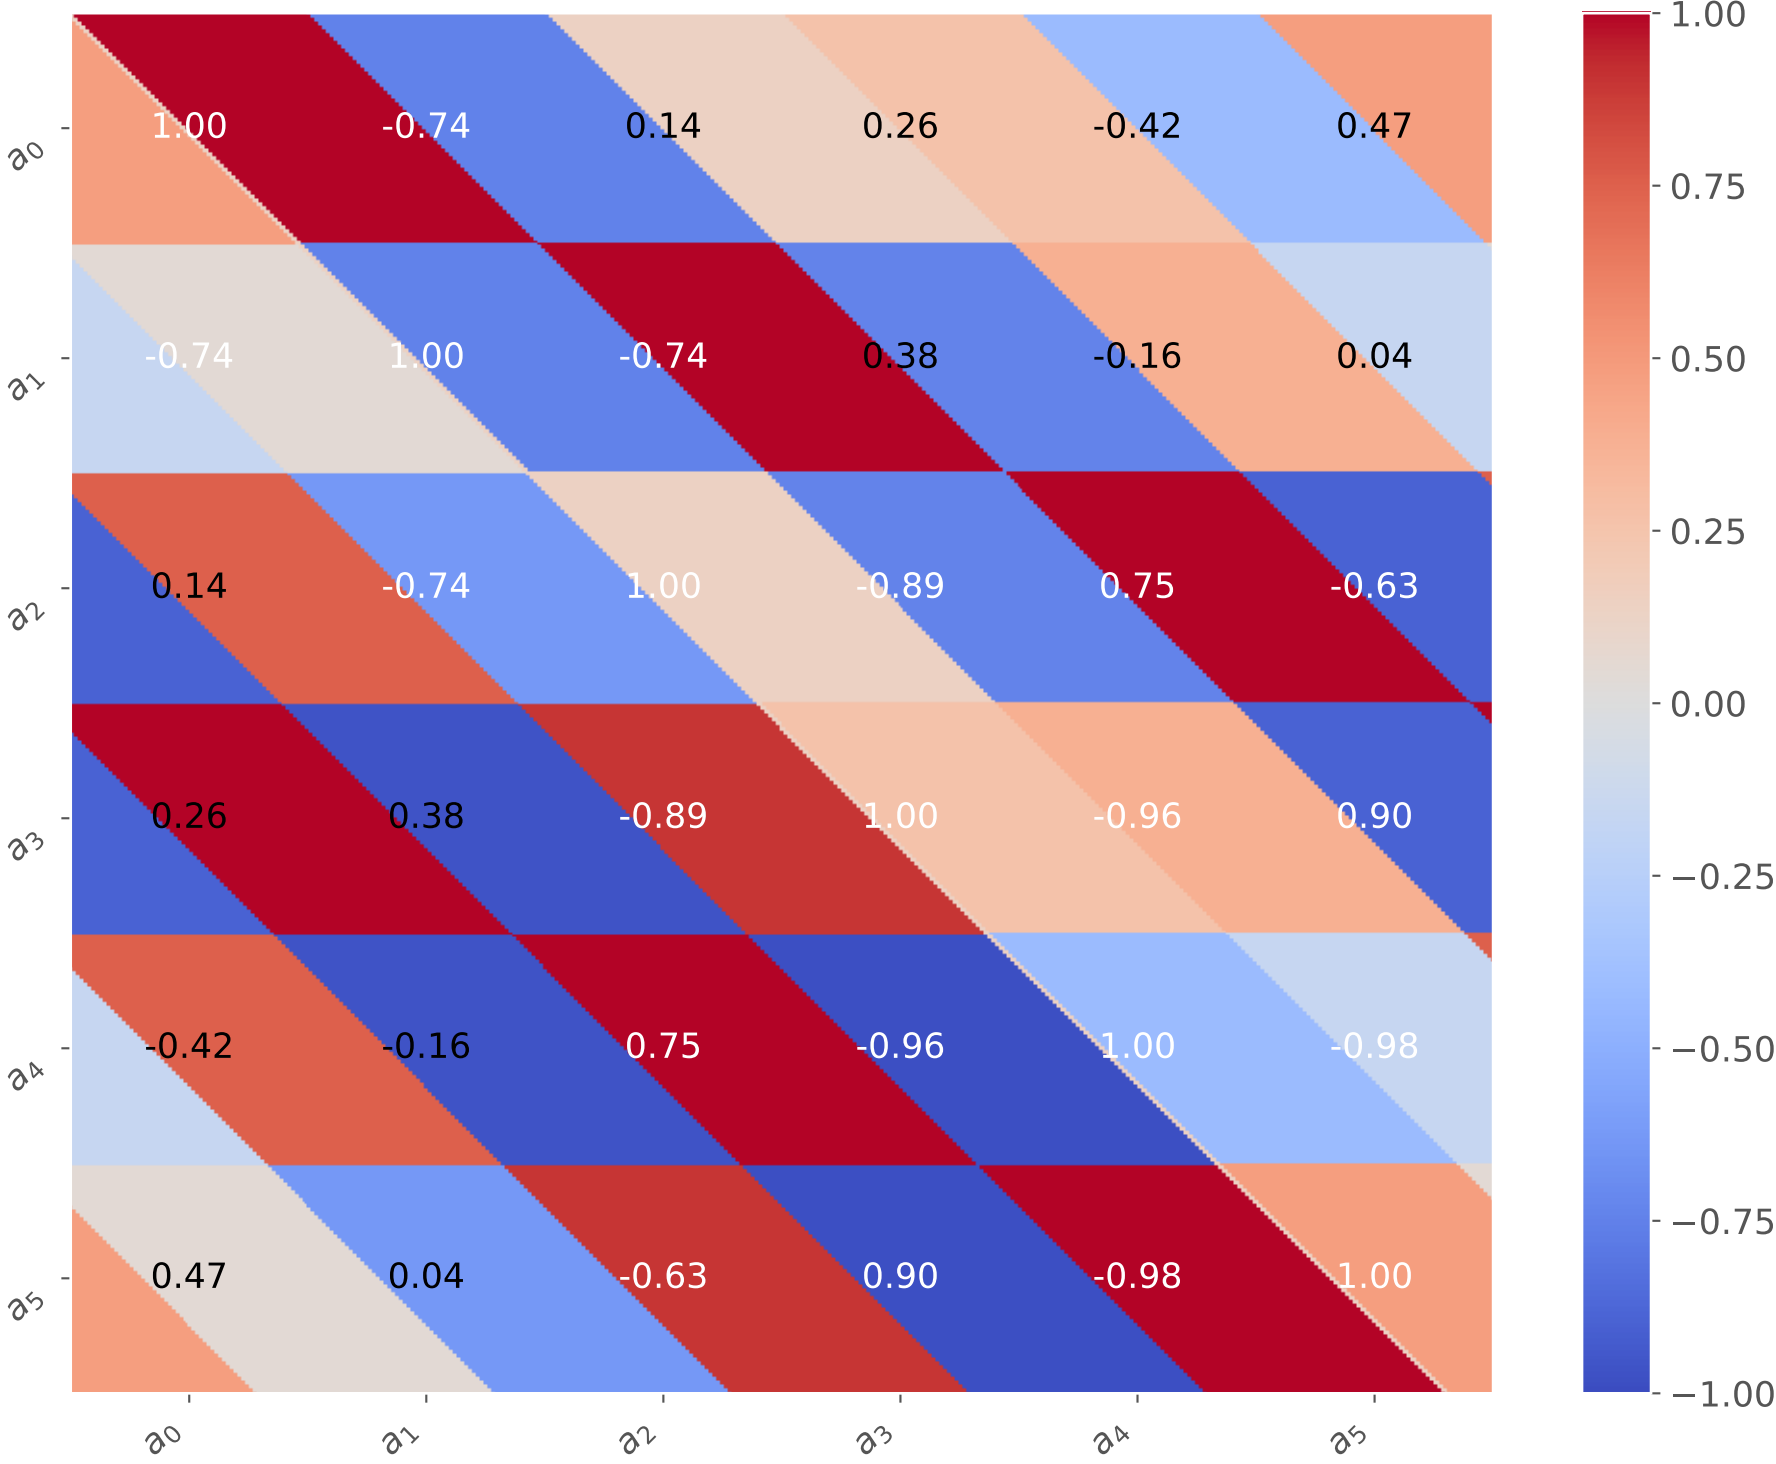 a0 1.00 -0.74 0.14 0.26 -0.42 0.47
a1 -0.74 1.00 -0.74 0.38 -0.16 0.04
a2 0.14 -0.74 1.00 -0.89 0.75 -0.63
a3 0.26 0.38 -0.89 1.00 -0.96 0.90
a4 -0.42 -0.16 0.75 -0.96 1.00 -0.98
a5 0.47 0.04 -0.63 0.90 -0.98 1.00
a0 a1 a2 a3 a4 a5
1.00
0.75
0.50
0.25
0.00
−0.25
−0.50
−0.75
−1.00